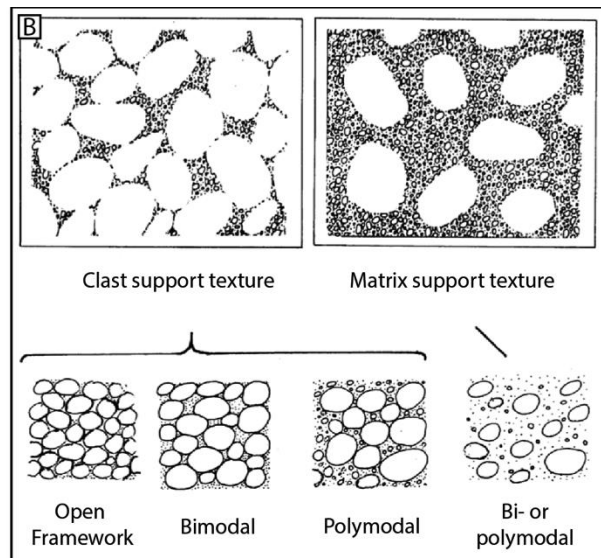 B
Clast support texture
Matrix support texture
Open
Framework
Bimodal
Polymodal
Bi- or
polymodal